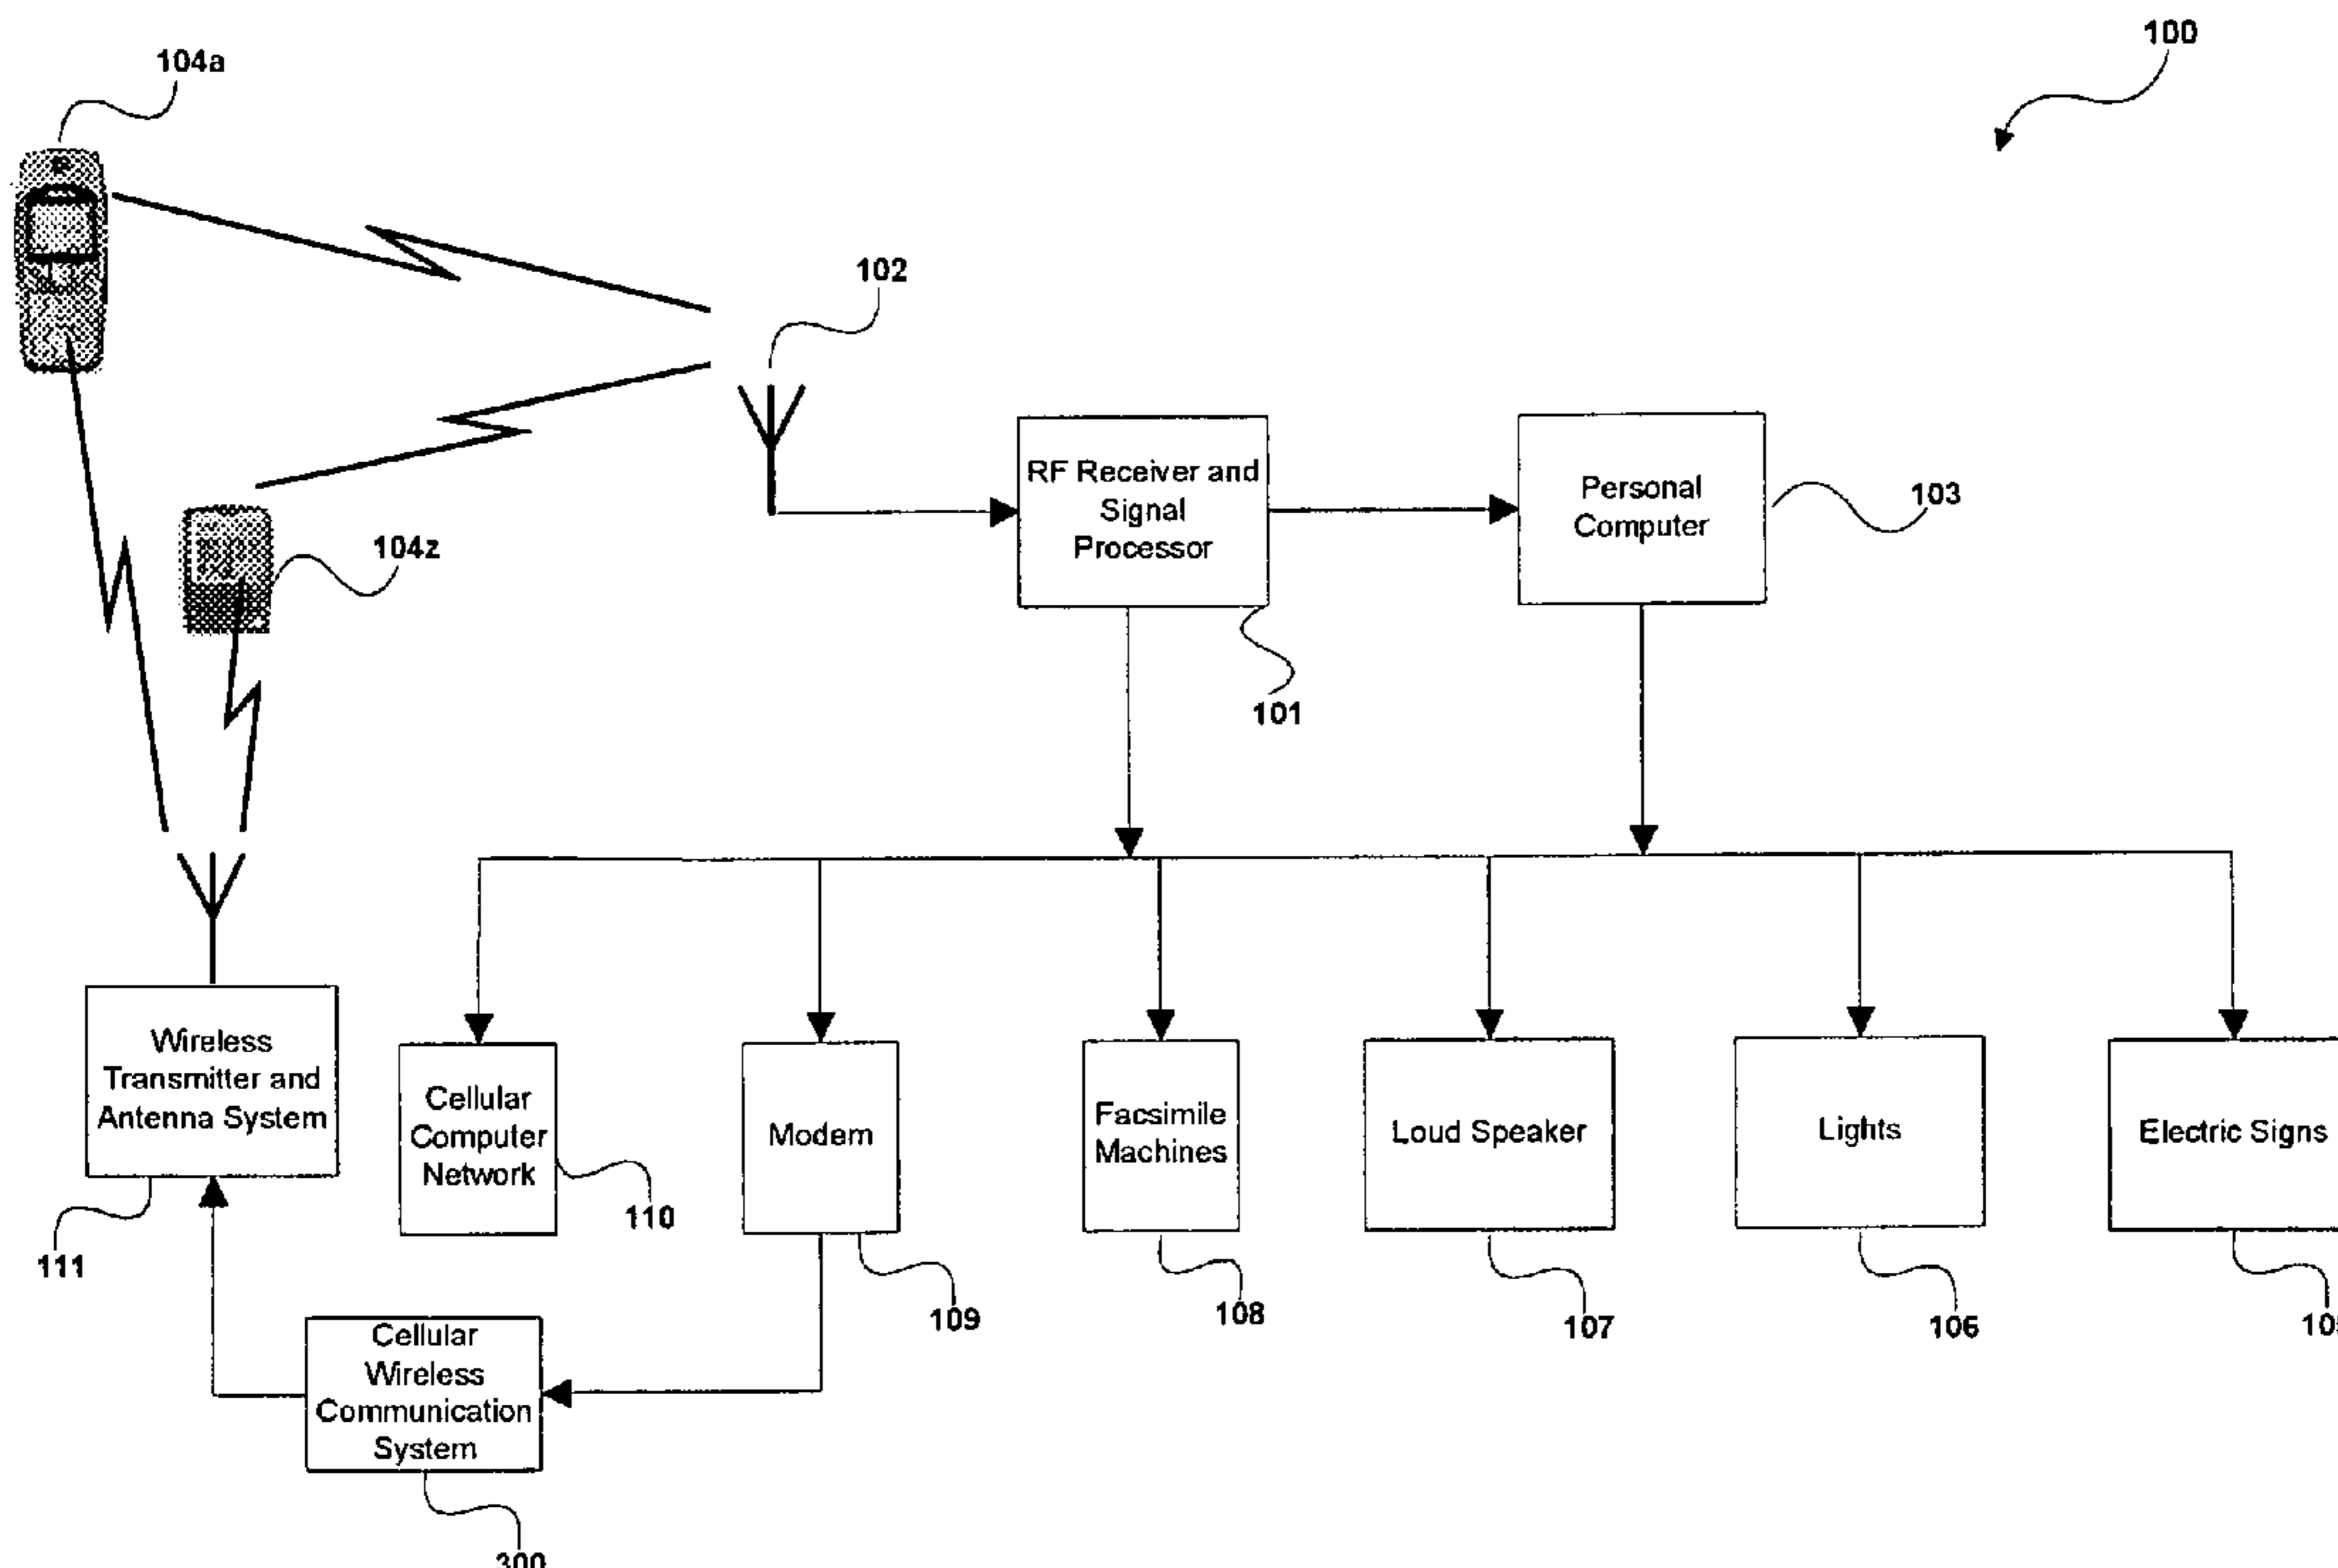 100
104a
102
RF Receiver and
Signal
Processor
Personal
Computer
103
104z
101
Wireless
Transmitter and
Antenna System
Cellular
Computer
Network
Modem
Facsimile
Machines
Loud Speaker
Lights
Electric Signs
110
111
109
108
107
106
Cellular
Wireless
Communication
System
300